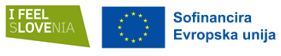 I FEEL
SLOVENIA
Sofinancira
Evropska unija